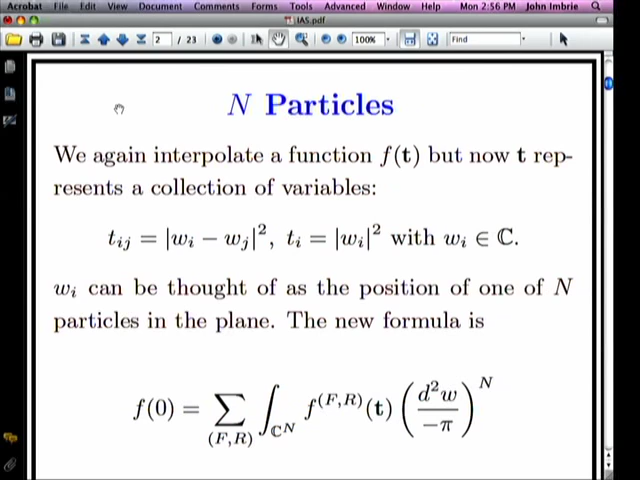 Acrobat File Edit View Document Comments Forms Tools Advanced Window Help Mon 2:56 PM John Imbrie
IAS.pdf
2 / 23 100% Find
N Particles
We again interpolate a function f(t) but now t rep-
resents a collection of variables:
t_{ij} = |w_i − w_j|², t_i = |w_i|² with w_i ∈ ℂ.
w_i can be thought of as the position of one of N
particles in the plane. The new formula is
f(0) = ∑_{(F,R)} ∫_{ℂ^N} f^{(F,R)}(t) (d²w / −π)^N